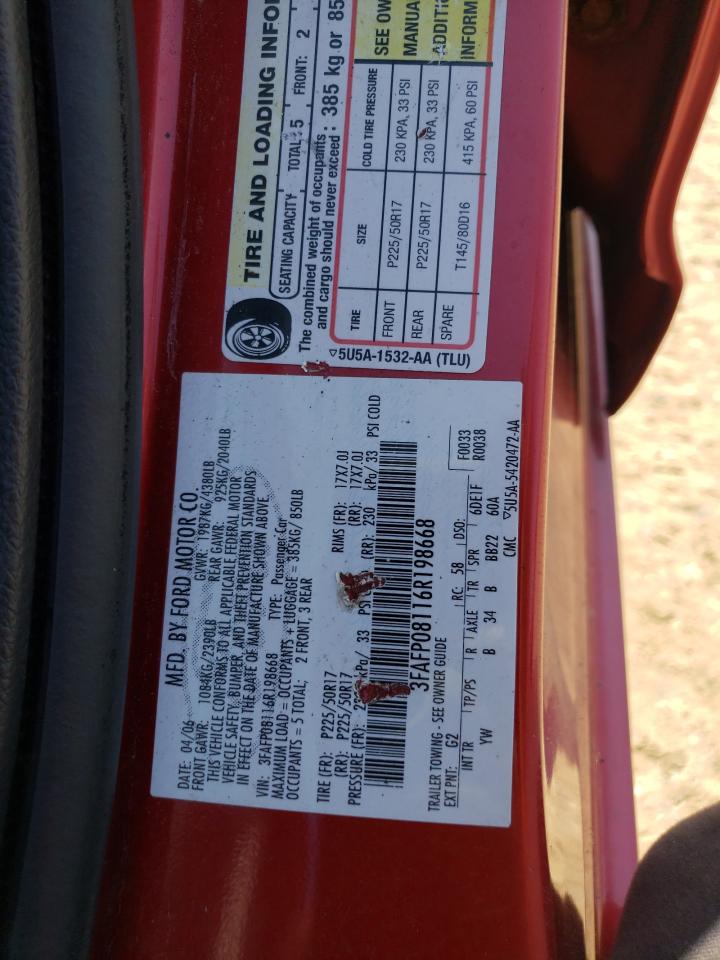 TIRE AND LOADING INFOR
SEATING CAPACITY TOTAL: 5 FRONT: 2
The combined weight of occupants
and cargo should never exceed : 385 kg or 85
TIRE SIZE COLD TIRE PRESSURE SEE OW
FRONT P225/50R17 230 KPA, 33 PSI MANUA
REAR P225/50R17 230 KPA, 33 PSI ADDITIO
SPARE T145/80D16 415 KPA, 60 PSI INFORM
5U5A-1532-AA (TLU)
MFD. BY FORD MOTOR CO.
DATE: 04/06 GVWR: 1987KG/4380LB
FRONT GAWR: 1084KG/2390LB REAR GAWR: 925KG/2040LB
THIS VEHICLE CONFORMS TO ALL APPLICABLE FEDERAL MOTOR
VEHICLE SAFETY, BUMPER, AND THEFT PREVENTION STANDARDS
IN EFFECT ON THE DATE OF MANUFACTURE SHOWN ABOVE.
VIN: 3FAFP08116R198668 TYPE: Passenger Car
MAXIMUM LOAD = OCCUPANTS + LUGGAGE = 385KG/ 850LB
OCCUPANTS = 5 TOTAL; 2 FRONT, 3 REAR
TIRE (FR): P225/50R17 RIMS (FR): 17X7.0J
(RR): P225/50R17 (RR): 17X7.0J
PRESSURE (FR): kPa/ 33 PSI (RR): 230 kPa/ 33 PSI COLD
3FAFP08116R198668
TRAILER TOWING - SEE OWNER GUIDE F0033
EXT PNT: G2 RC: 58 DSO: R0038
INT TR TP/PS R AXLE TR SPR 6DE1F
YW B 34 B BB22 60A
CMC 5U5A-5420472-AA